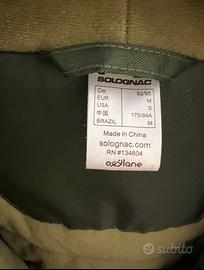 SOLOGNAC
Cm 92/95
EUR M
USA S
中国 175/94A
BRAZIL M
Made in China
solognac.com
RN #134604
oxylane
subito